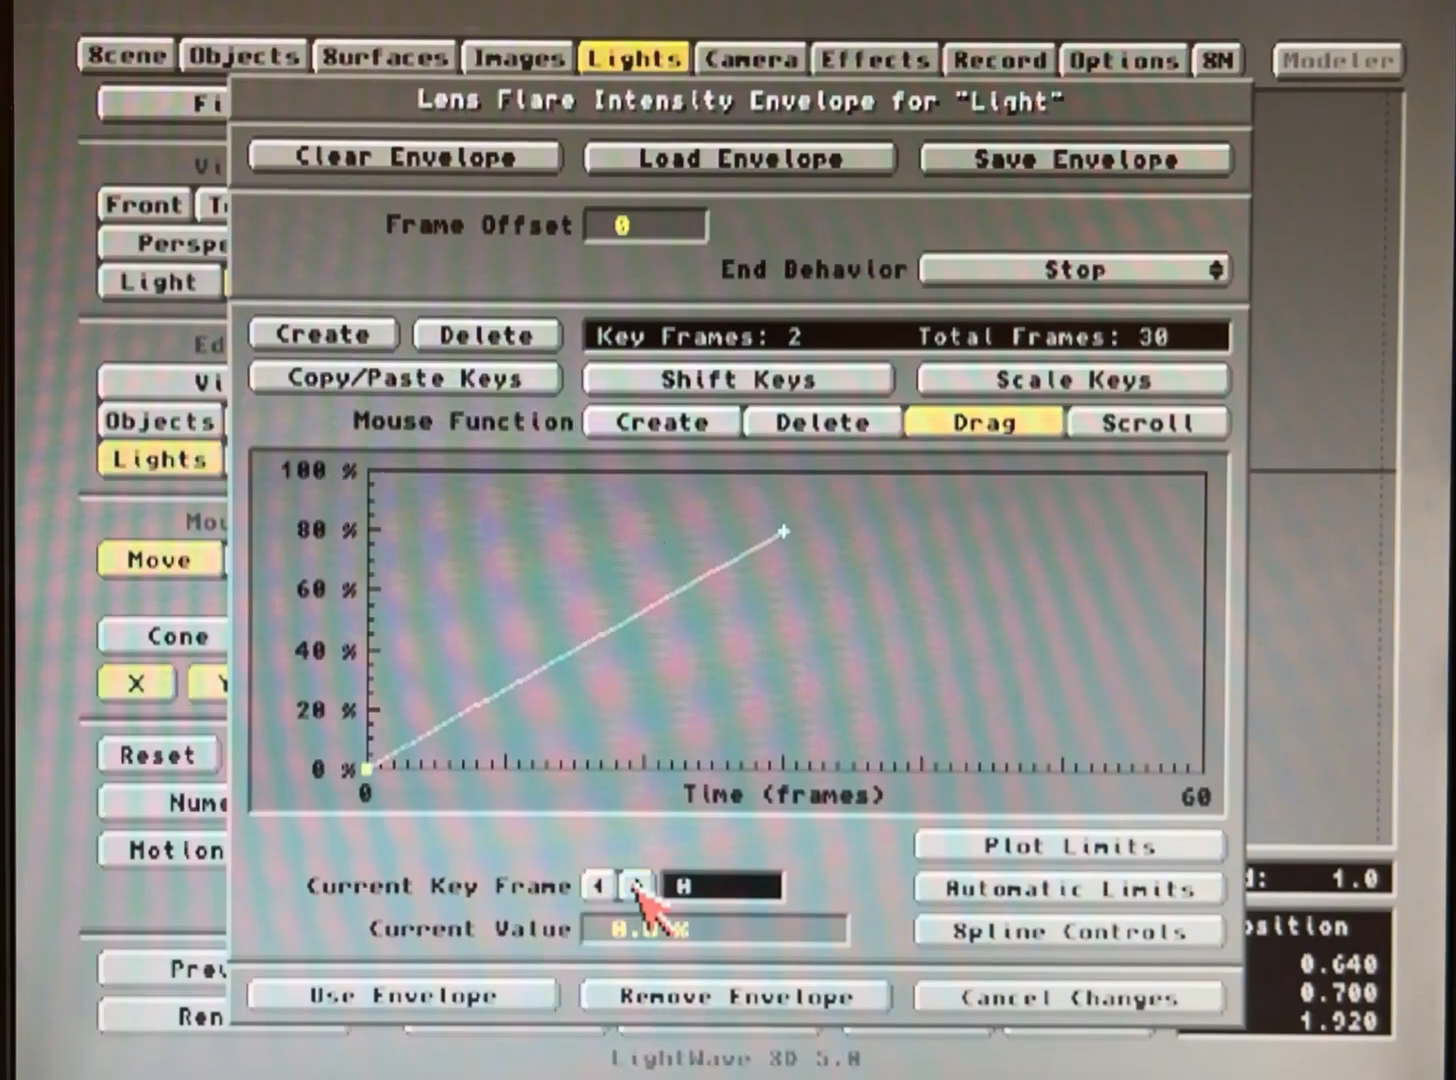 Scene Objects Surfaces Images Lights Camera Effects Record Options SN Modeler
Lens Flare Intensity Envelope for "Light"
Clear Envelope Load Envelope Save Envelope
Front
Frame Offset 0
Persp
Light
End Behavior Stop
Create Delete Key Frames: 2 Total Frames: 30
Copy/Paste Keys Shift Keys Scale Keys
Objects
Mouse Function Create Delete Drag Scroll
Lights
100 %
80 %
Move
60 %
Cone
40 %
X Y
20 %
Reset
0 %
0 Time (frames) 60
Motion
Plot Limits
Current Key Frame 0
Automatic Limits
1.0
Current Value
Spline Controls
osition
0.640
Use Envelope Remove Envelope Cancel Changes
0.700
1.920
LightWave 3D 5.0